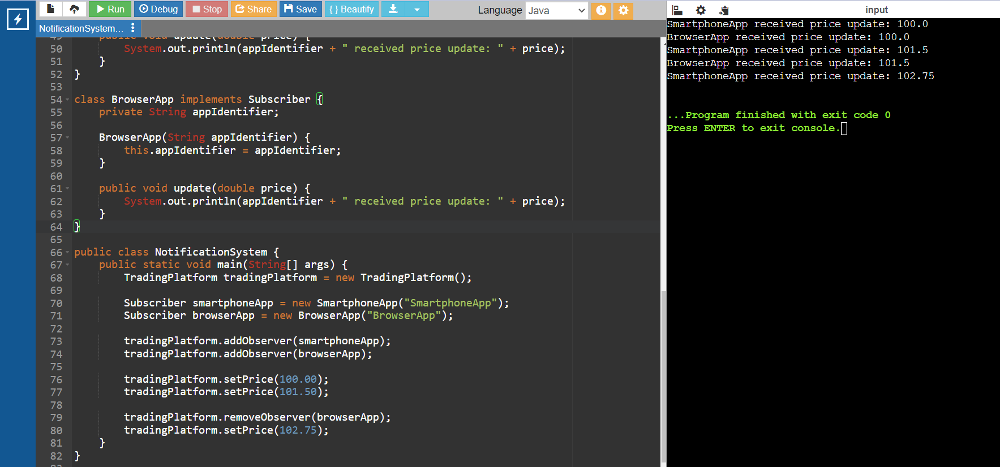 Run Debug Stop Share Save { } Beautify Language Java
NotificationSystem...
49 public void update(double price) {
50 System.out.println(appIdentifier + " received price update: " + price);
51 }
52 }
53
54 class BrowserApp implements Subscriber {
55 private String appIdentifier;
56
57 BrowserApp(String appIdentifier) {
58 this.appIdentifier = appIdentifier;
59 }
60
61 public void update(double price) {
62 System.out.println(appIdentifier + " received price update: " + price);
63 }
64 }
65
66 public class NotificationSystem {
67 public static void main(String[] args) {
68 TradingPlatform tradingPlatform = new TradingPlatform();
69
70 Subscriber smartphoneApp = new SmartphoneApp("SmartphoneApp");
71 Subscriber browserApp = new BrowserApp("BrowserApp");
72
73 tradingPlatform.addObserver(smartphoneApp);
74 tradingPlatform.addObserver(browserApp);
75
76 tradingPlatform.setPrice(100.00);
77 tradingPlatform.setPrice(101.50);
78
79 tradingPlatform.removeObserver(browserApp);
80 tradingPlatform.setPrice(102.75);
81 }
82 }
83
input
SmartphoneApp received price update: 100.0
BrowserApp received price update: 100.0
SmartphoneApp received price update: 101.5
BrowserApp received price update: 101.5
SmartphoneApp received price update: 102.75
...Program finished with exit code 0
Press ENTER to exit console.